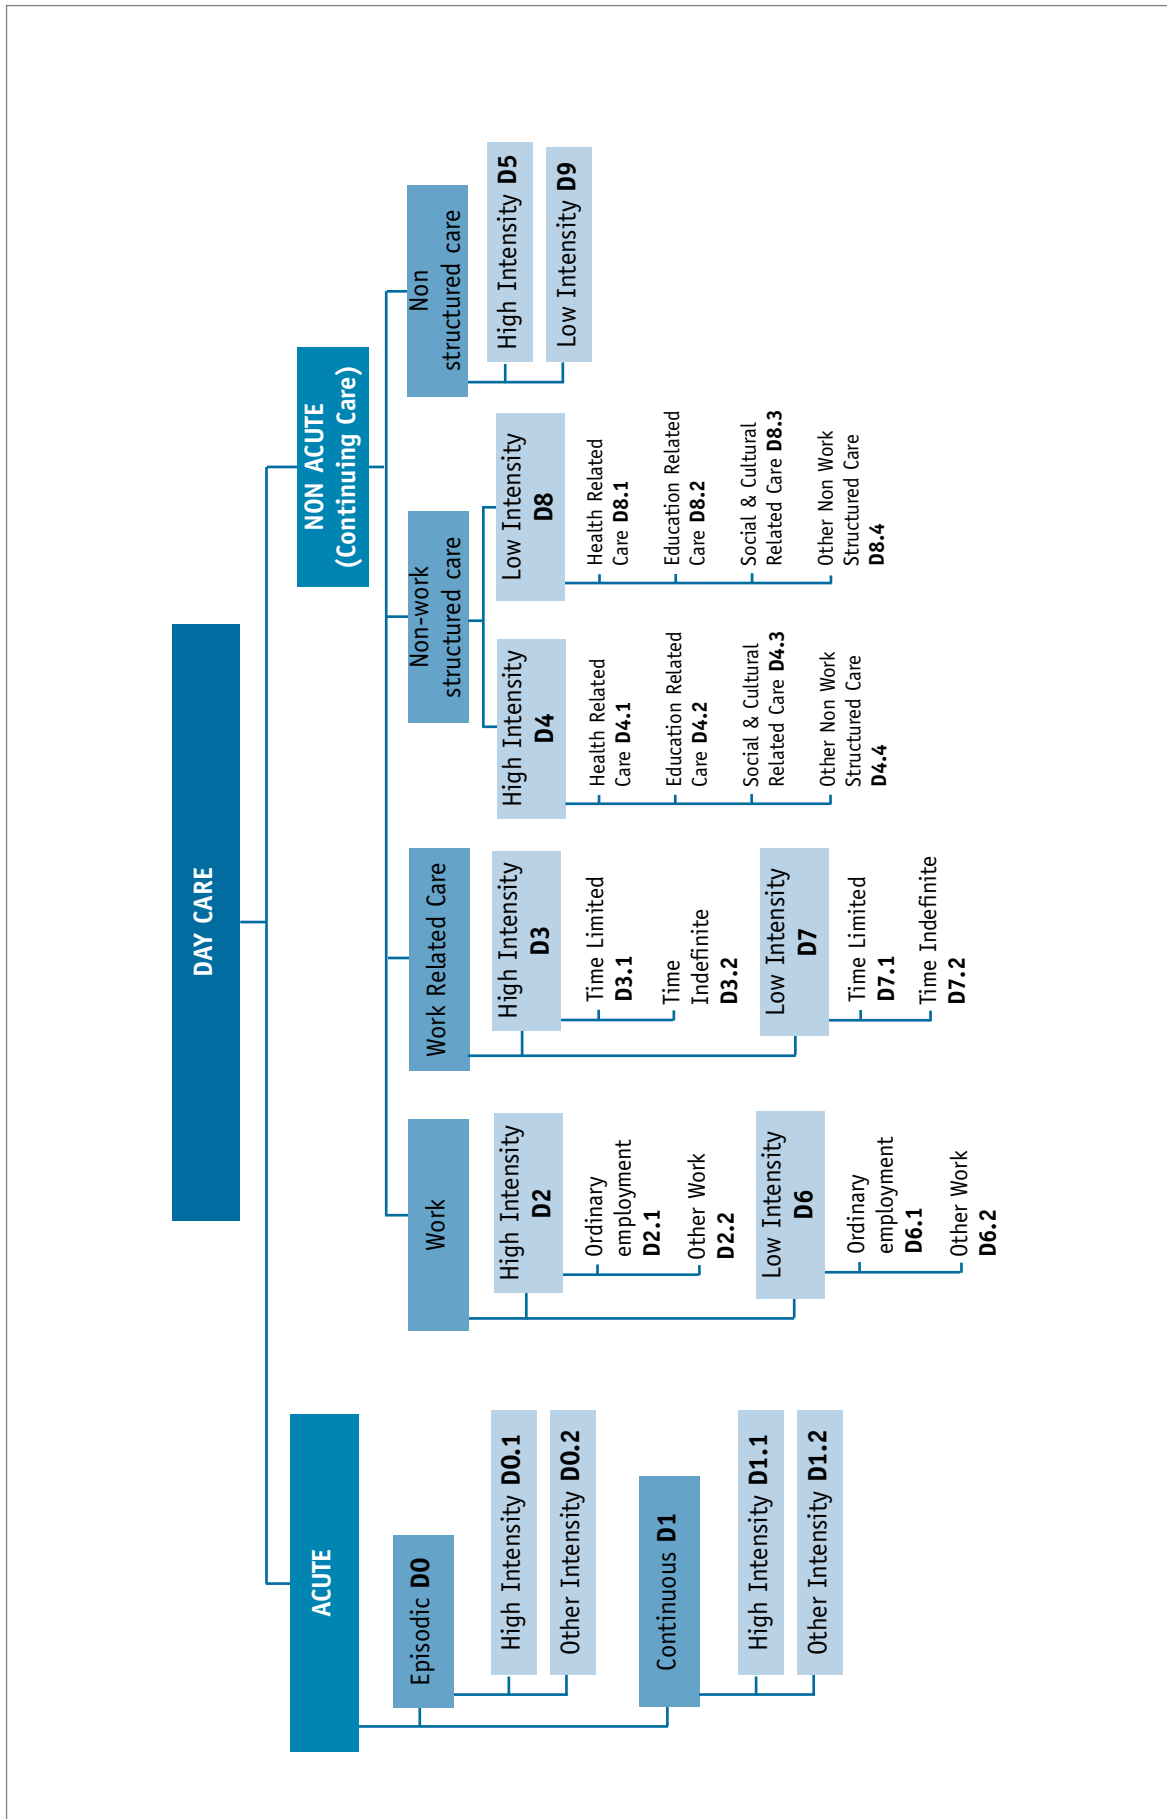 DAY CARE
ACUTE
Episodic D0
High Intensity D0.1
Other Intensity D0.2
Continuous D1
High Intensity D1.1
Other Intensity D1.2
NON ACUTE
(Continuing Care)
Work
High Intensity
D2
Ordinary
employment
D2.1
Other Work
D2.2
Low Intensity
D6
Ordinary
employment
D6.1
Other Work
D6.2
Work Related Care
High Intensity
D3
Time Limited
D3.1
Time
Indefinite
D3.2
Low Intensity
D7
Time Limited
D7.1
Time Indefinite
D7.2
Non-work
structured care
High Intensity
D4
Health Related
Care D4.1
Education Related
Care D4.2
Social & Cultural
Related Care D4.3
Other Non Work
Structured Care
D4.4
Low Intensity
D8
Health Related
Care D8.1
Education Related
Care D8.2
Social & Cultural
Related Care D8.3
Other Non Work
Structured Care
D8.4
Non
structured care
High Intensity D5
Low Intensity D9